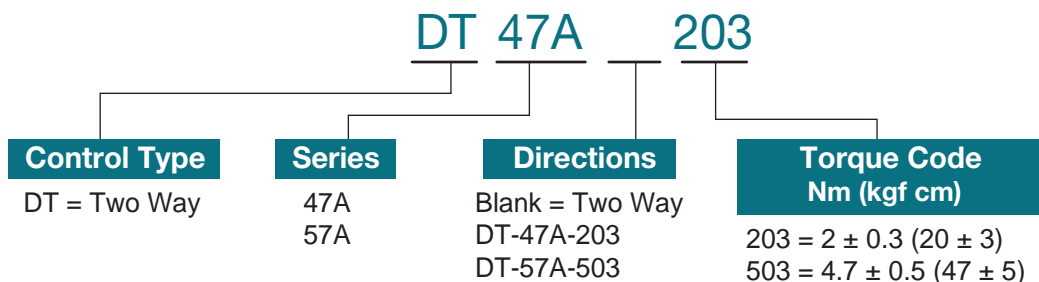 DT 47A 203
Control Type
DT = Two Way
Series
47A
57A
Directions
Blank = Two Way
DT-47A-203
DT-57A-503
Torque Code
Nm (kgf cm)
203 = 2 ± 0.3 (20 ± 3)
503 = 4.7 ± 0.5 (47 ± 5)